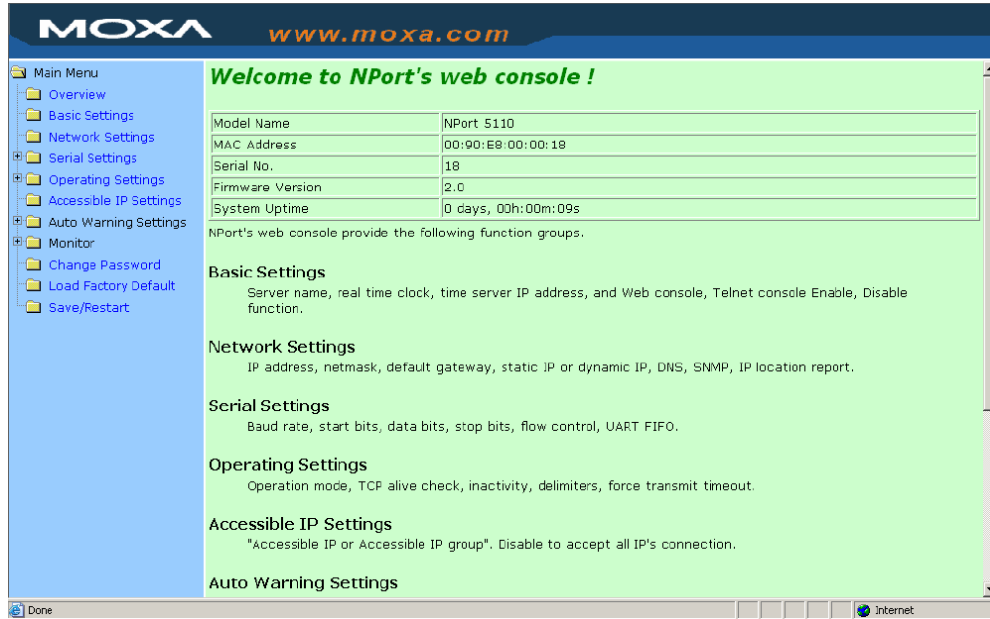 MOXA www.moxa.com
Main Menu
Overview
Basic Settings
Network Settings
Serial Settings
Operating Settings
Accessible IP Settings
Auto Warning Settings
Monitor
Change Password
Load Factory Default
Save/Restart
Welcome to NPort's web console !
Model Name NPort 5110
MAC Address 00:90:E8:00:00:18
Serial No. 18
Firmware Version 2.0
System Uptime 0 days, 00h:00m:09s
NPort's web console provide the following function groups.
Basic Settings
Server name, real time clock, time server IP address, and Web console, Telnet console Enable, Disable
function.
Network Settings
IP address, netmask, default gateway, static IP or dynamic IP, DNS, SNMP, IP location report.
Serial Settings
Baud rate, start bits, data bits, stop bits, flow control, UART FIFO.
Operating Settings
Operation mode, TCP alive check, inactivity, delimiters, force transmit timeout.
Accessible IP Settings
"Accessible IP or Accessible IP group". Disable to accept all IP's connection.
Auto Warning Settings
Done Internet